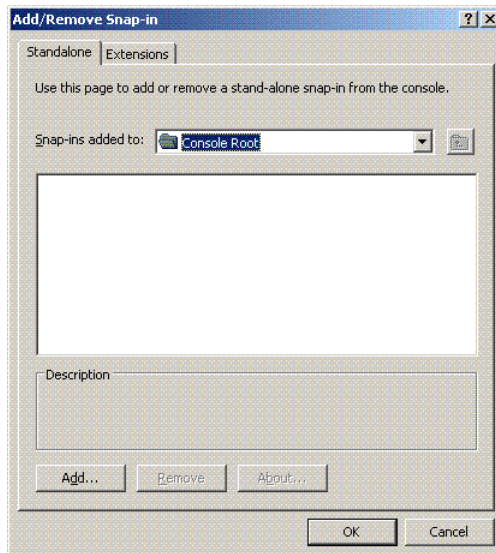 Add/Remove Snap-in
Standalone
Extensions
Use this page to add or remove a stand-alone snap-in from the console.
Snap-ins added to:
Console Root
Description
Add...
Remove
About...
OK
Cancel